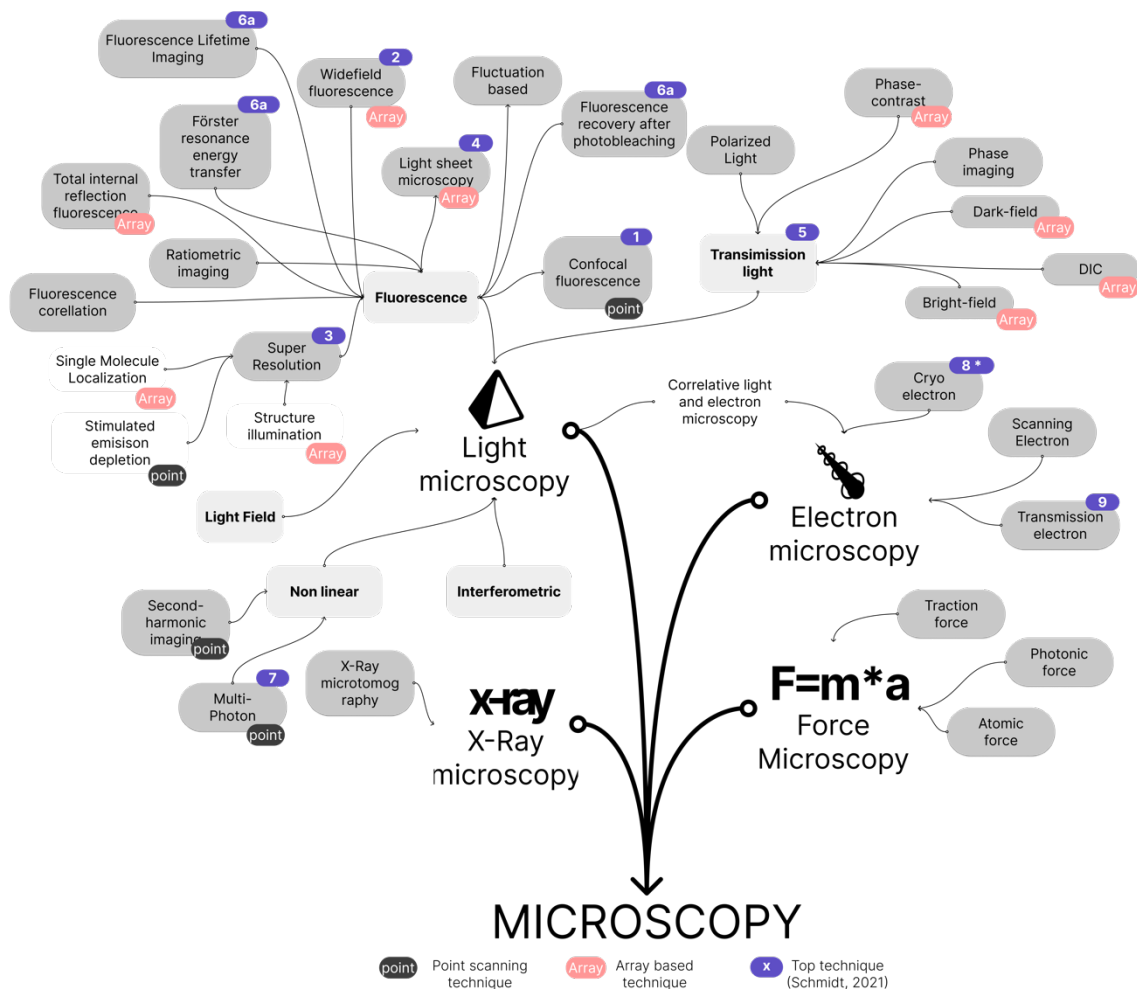 6a
Fluorescence Lifetime
Imaging
2
Widefield
fluorescence
Array
Fluctuation
based
6a
Fluorescence
recovery after
photobleaching
Phase-
contrast
Array
6a
Förster
resonance
energy
transfer
4
Light sheet
microscopy
Array
Polarized
Light
Phase
imaging
Total internal
reflection
fluorescence
Array
Dark-field
Array
Ratiometric
imaging
1
Confocal
fluorescence
point
5
Transimission
light
DIC
Array
Fluorescence
corellation
Fluorescence
Bright-field
Array
3
Super
Resolution
Single Molecule
Localization
Array
Stimulated
emisison
depletion
point
Structure
illumination
Array
Correlative light
and electron
microscopy
8 *
Cryo
electron
Scanning
Electron
Light
microscopy
Light Field
Electron
microscopy
9
Transmission
electron
Non linear
Interferometric
Second-
harmonic
imaging
point
Traction
force
Photonic
force
7
Multi-
Photon
point
X-Ray
microtomog
raphy
x-ray
X-Ray
microscopy
F=m*a
Force
Microscopy
Atomic
force
MICROSCOPY
point
Point scanning
technique
Array
Array based
technique
x
Top technique
(Schmidt, 2021)